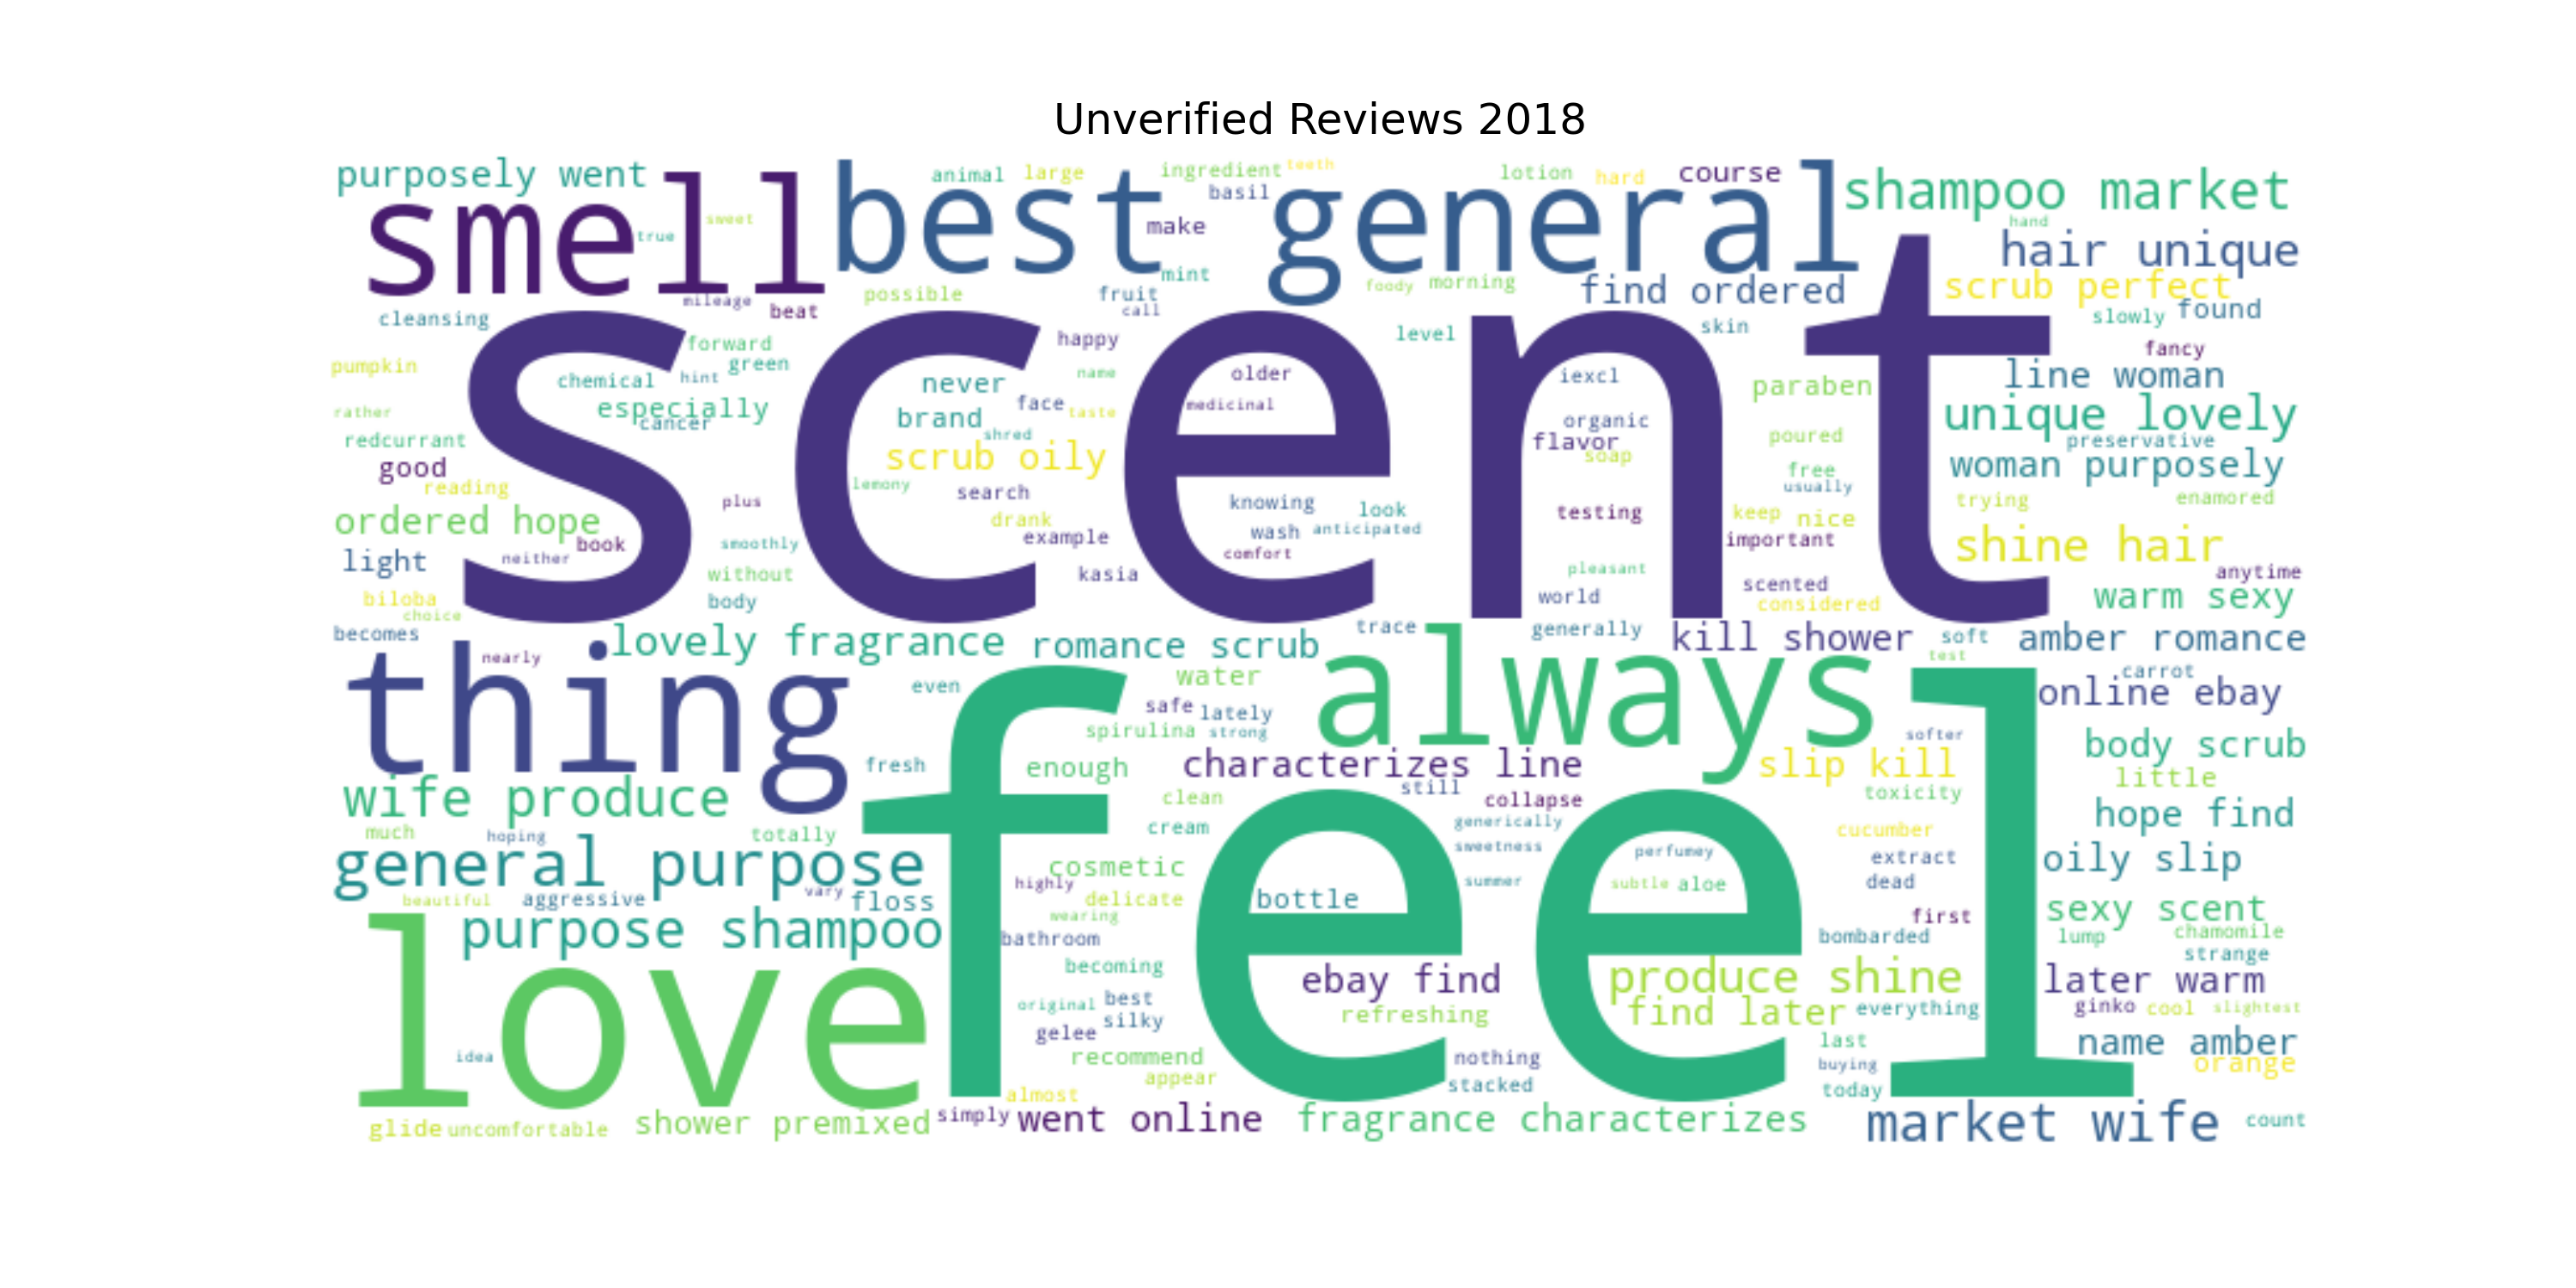 Unverified Reviews 2018
purposely went
animal
large
ingredient
teeth
lotion
hard
course
shampoo market
smell
best general
basil
sweet
true
make
hand
hair unique
mint
mileage
beat
possible
fruit
call
foody
morning
find ordered
scrub perfect
cleansing
scent
slowly
found
forward
green
happy
level
skin
fancy
pumpkin
chemical
hint
never
name
older
iexcl
paraben
line woman
rather
especially
cancer
brand
face
taste
medicinal
organic
unique lovely
redcurrant
shred
flavor
soap
poured
preservative
good
scrub oily
free
woman purposely
reading
lemony
search
usually
trying
enamored
plus
knowing
look
testing
keep
nice
ordered hope
drank
wash
anticipated
book
smoothly
example
important
shine hair
light
neither
comfort
without
kasia
pleasant
anytime
biloba
body
world
scented
warm sexy
choice
considered
becomes
lovely fragrance
romance scrub
trace
generally
kill shower
soft
amber romance
nearly
test
thing
even
water
always
carrot
safe
lately
online ebay
spirulina
strong
softer
body scrub
fresh
enough
characterizes line
slip kill
little
wife produce
feel
clean
still
collapse
toxicity
hope find
much
hoping
totally
cream
generically
cucumber
general purpose
cosmetic
sweetness
perfumey
extract
oily slip
highly
summer
subtle
aloe
dead
beautiful
aggressive
vary
floss
delicate
bottle
sexy scent
wearing
first
purpose shampoo
bathroom
bombarded
lump
chamomile
strange
love
becoming
ebay find
produce shine
later warm
original
best
refreshing
find later
everything
ginko
cool
slightest
silky
gelee
name amber
idea
recommend
nothing
last
orange
appear
stacked
buying
almost
today
glide
uncomfortable
shower premixed
simply
went online
fragrance characterizes
market wife
count